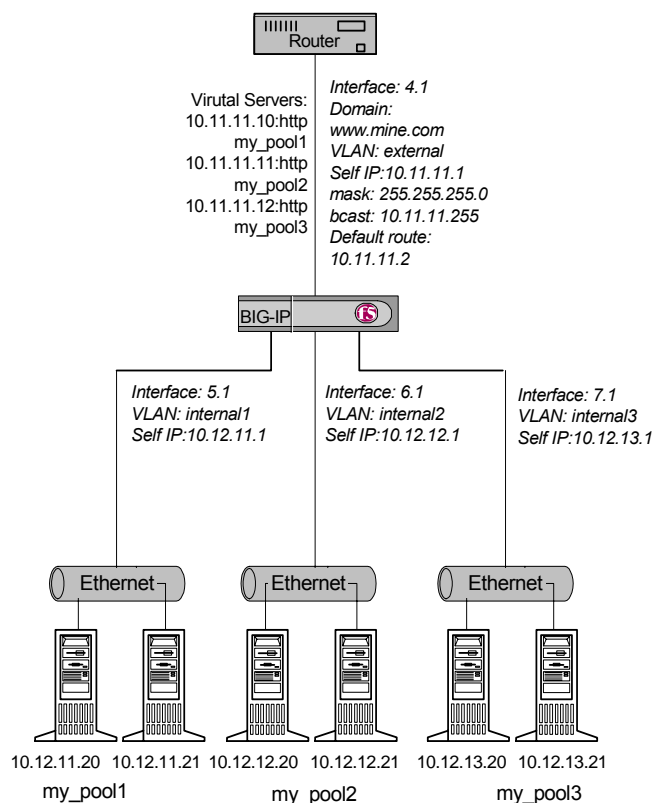 Router
Virutal Servers:
10.11.11.10:http
my_pool1
10.11.11.11:http
my_pool2
10.11.11.12:http
my_pool3
Interface: 4.1
Domain:
www.mine.com
VLAN: external
Self IP:10.11.11.1
mask: 255.255.255.0
bcast: 10.11.11.255
Default route:
10.11.11.2
BIG-IP
f5
Interface: 5.1
VLAN: internal1
Self IP:10.12.11.1
Interface: 6.1
VLAN: internal2
Self IP:10.12.12.1
Interface: 7.1
VLAN: internal3
Self IP:10.12.13.1
Ethernet
Ethernet
Ethernet
10.12.11.20 10.12.11.21
my_pool1
10.12.12.20 10.12.12.21
my_pool2
10.12.13.20 10.12.13.21
my_pool3